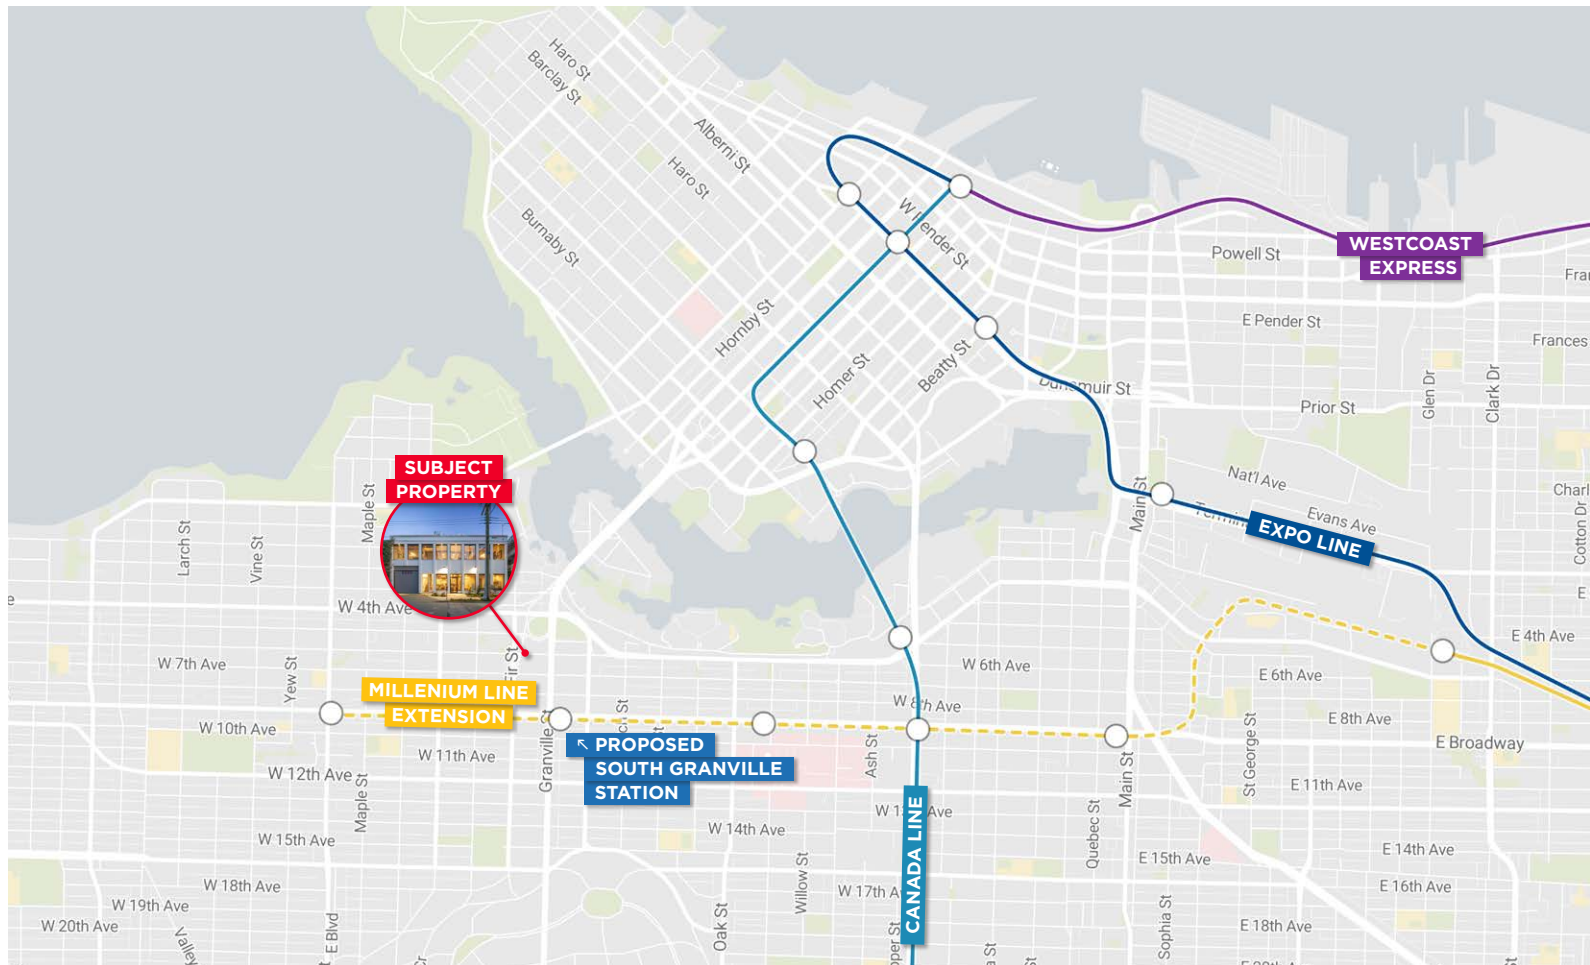 Haro St
Barclay St
Alberni St
Haro St
Burnaby St
W Pender St
Hornby St
Homer St
Beatty St
Dunsmuir St
Powell St
WESTCOAST
EXPRESS
E Pender St
Frances
Prior St
Glen Dr
Clark Dr
Nat'l Ave
Evans Ave
Main St
EXPO LINE
Cotton Dr
SUBJECT
PROPERTY
Maple St
Larch St
Vine St
W 4th Ave
W 7th Ave
Yew St
Fir St
MILLENIUM LINE
EXTENSION
W 10th Ave
W 11th Ave
W 12th Ave
Maple St
Granville St
↖ PROPOSED
SOUTH GRANVILLE
STATION
W 6th Ave
W 8th Ave
Ash St
E 4th Ave
E 6th Ave
E 8th Ave
E Broadway
St George St
E 11th Ave
Main St
Quebec St
CANADA LINE
W 14th Ave
W 15th Ave
E 14th Ave
E 15th Ave
E 16th Ave
W 17th A
W 18th Ave
W 19th Ave
W 20th Ave
Valley
E Blvd
Oak St
Willow St
Sophia St
E 18th Ave